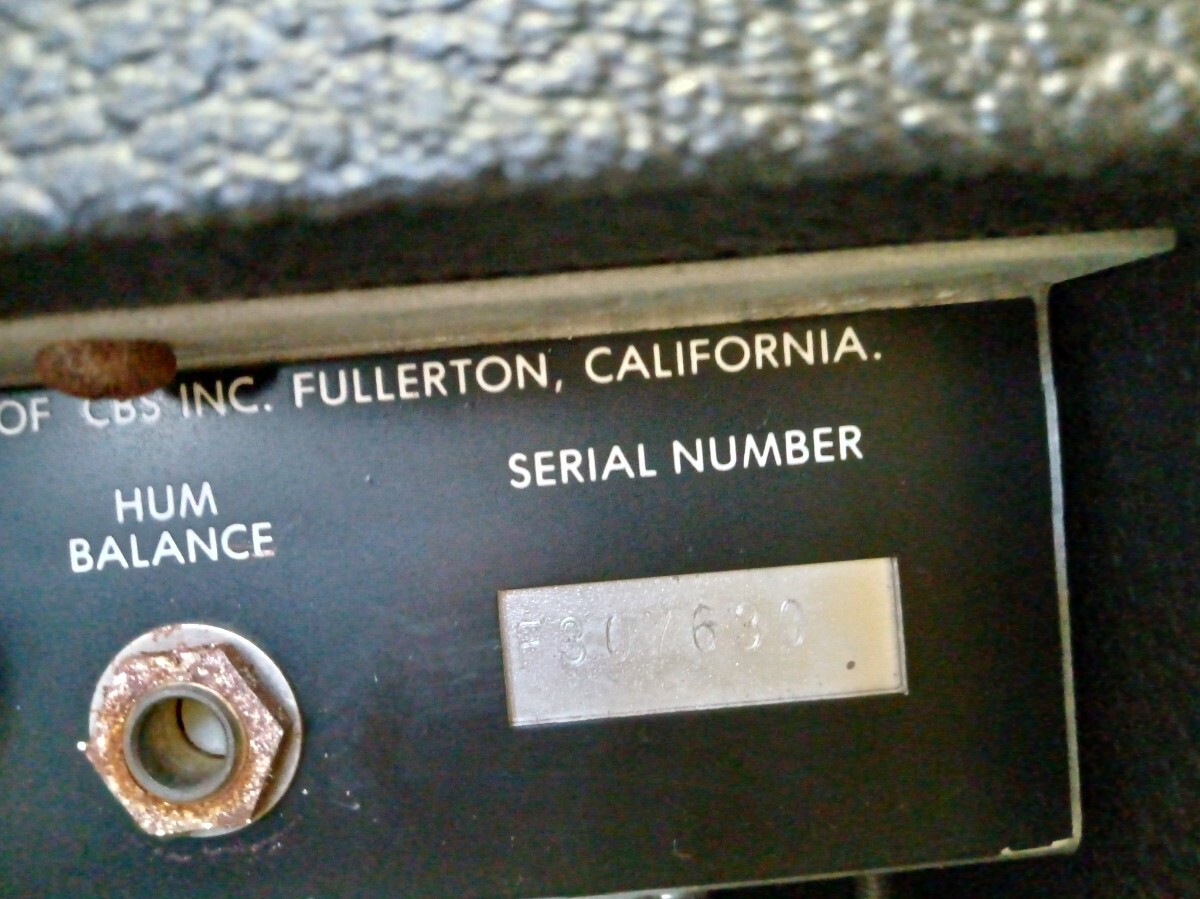 OF CBS INC. FULLERTON, CALIFORNIA.
SERIAL NUMBER
HUM
BALANCE
F307630